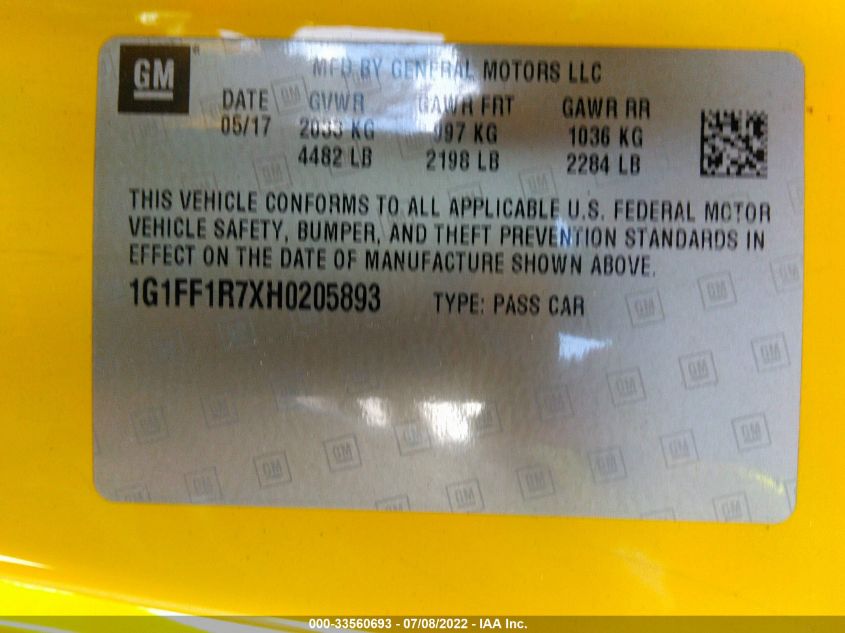 GM
MFD BY GENERAL MOTORS LLC
DATE GVWR GAWR FRT GAWR RR
05/17 2033 KG 997 KG 1036 KG
4482 LB 2198 LB 2284 LB
THIS VEHICLE CONFORMS TO ALL APPLICABLE U.S. FEDERAL MOTOR
VEHICLE SAFETY, BUMPER, AND THEFT PREVENTION STANDARDS IN
EFFECT ON THE DATE OF MANUFACTURE SHOWN ABOVE.
1G1FF1R7XH0205893 TYPE: PASS CAR
000-33560693 - 07/08/2022 - IAA Inc.